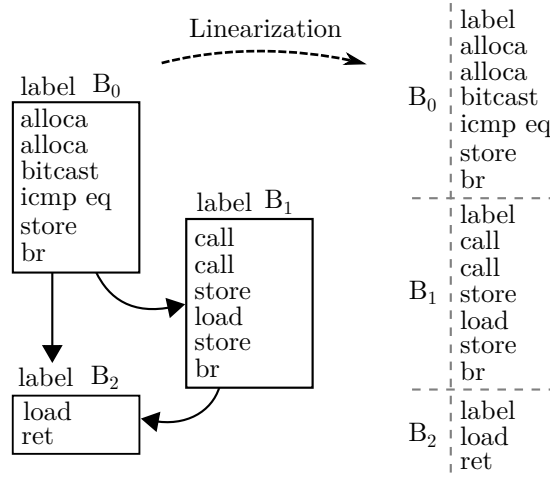 Linearization
label B₀
alloca
alloca
bitcast
icmp eq
store
br
label B₁
call
call
store
load
store
br
label B₂
load
ret
B₀
label
alloca
alloca
bitcast
icmp eq
store
br
B₁
label
call
call
store
load
store
br
B₂
label
load
ret